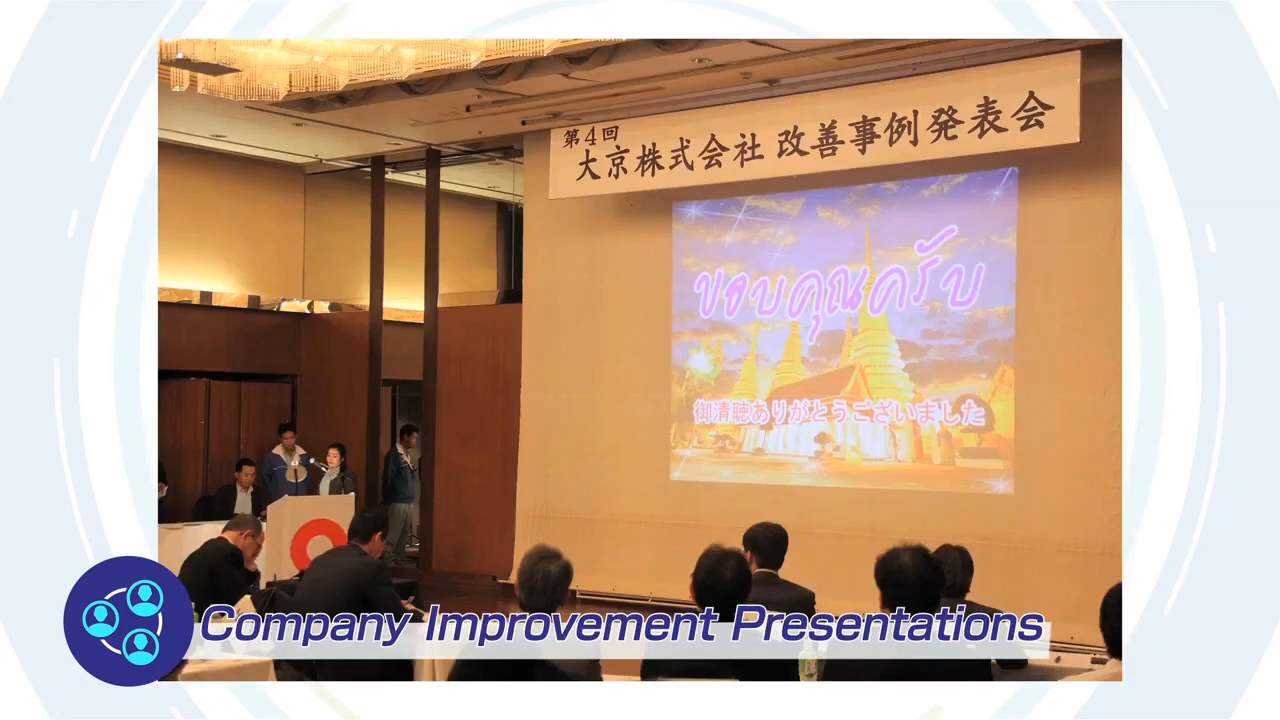 第4回
大京株式会社 改善事例発表会
ขอบคุณครับ
御清聴ありがとうございました
Company Improvement Presentations